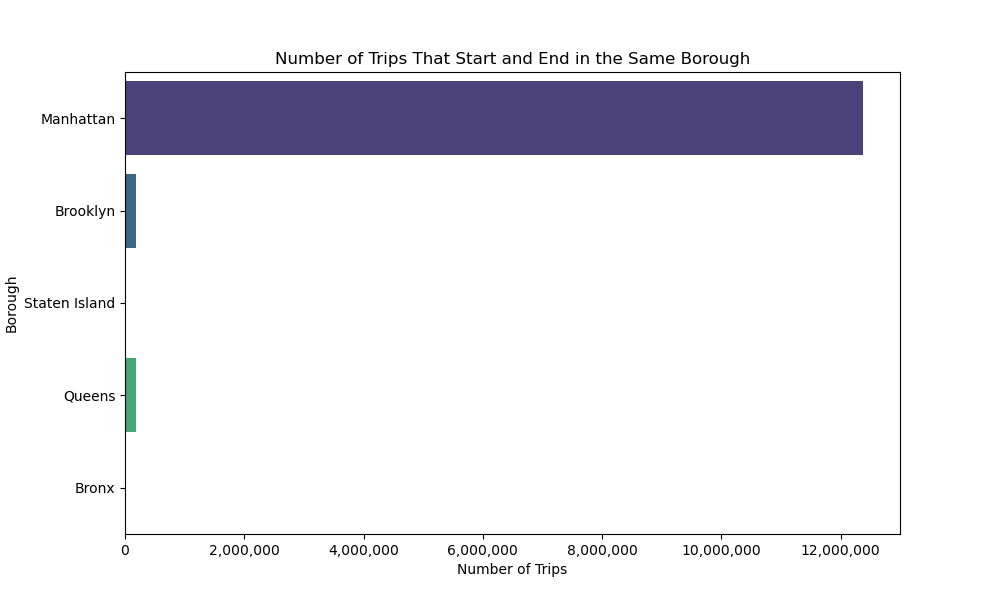 Number of Trips That Start and End in the Same Borough
Borough
Manhattan
Brooklyn
Staten Island
Queens
Bronx
0 2,000,000 4,000,000 6,000,000 8,000,000 10,000,000 12,000,000
Number of Trips